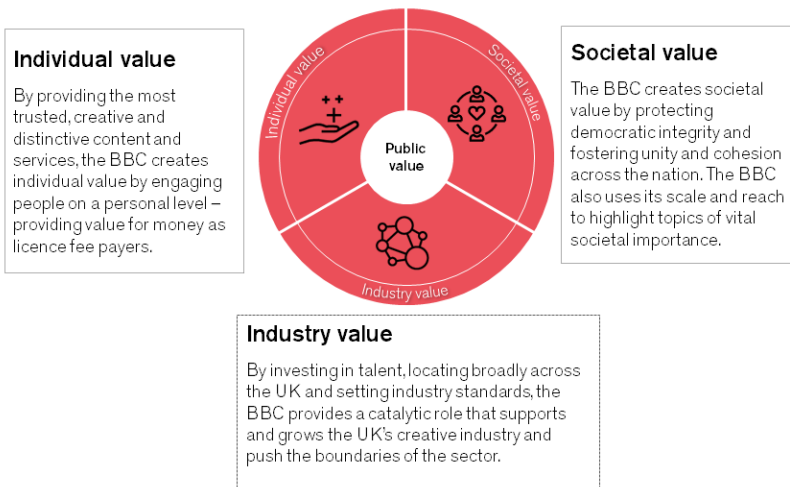 Individual value
By providing the most
trusted, creative and
distinctive content and
services, the BBC creates
individual value by engaging
people on a personal level –
providing value for money as
licence fee payers.
Individual value
Societal value
Public
value
Industry value
Societal value
The BBC creates societal
value by protecting
democratic integrity and
fostering unity and cohesion
across the nation. The BBC
also uses its scale and reach
to highlight topics of vital
societal importance.
Industry value
By investing in talent, locating broadly across
the UK and setting industry standards, the
BBC provides a catalytic role that supports
and grows the UK's creative industry and
push the boundaries of the sector.